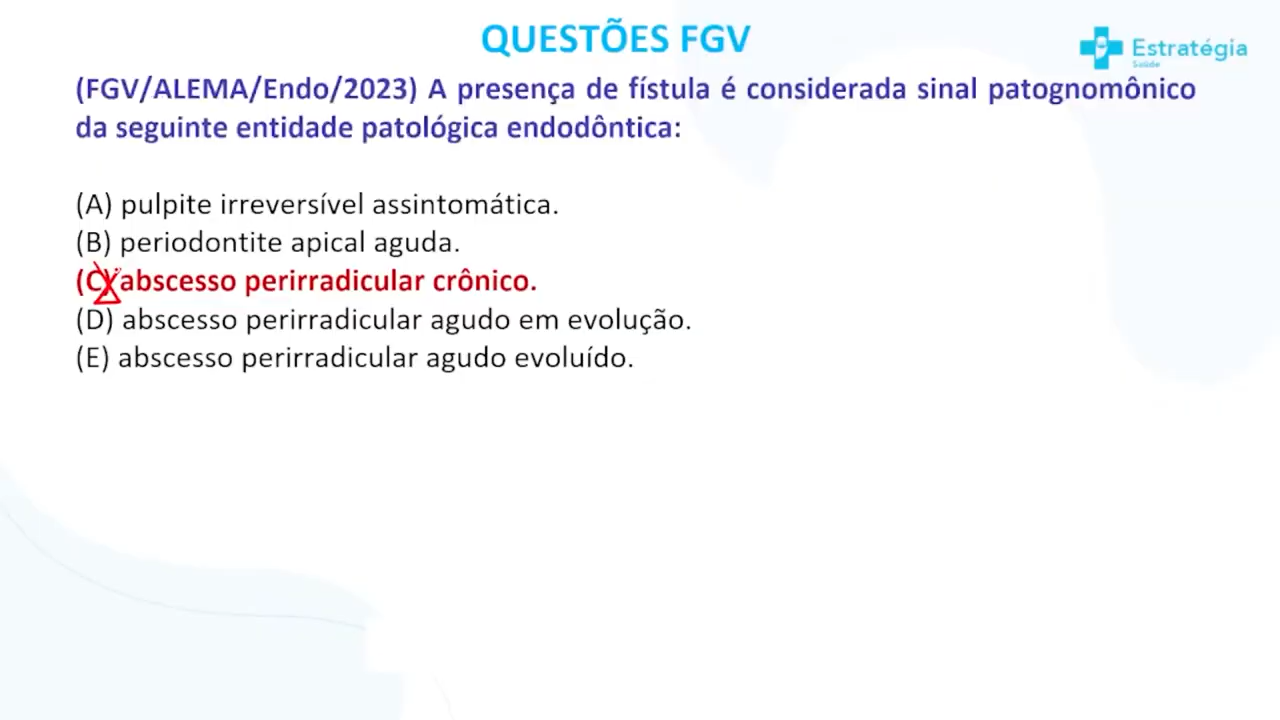 QUESTÕES FGV
Estratégia
Saúde
(FGV/ALEMA/Endo/2023) A presença de fístula é considerada sinal patognomônico
da seguinte entidade patológica endodôntica:
(A) pulpite irreversível assintomática.
(B) periodontite apical aguda.
(C) abscesso perirradicular crônico.
(D) abscesso perirradicular agudo em evolução.
(E) abscesso perirradicular agudo evoluído.